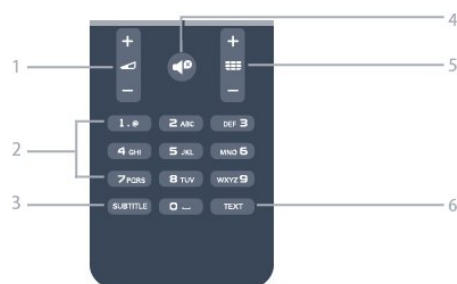 4
+ +
1 5
− −
1 . @ 2 ABC DEF 3
2 4 GHI 5 JKL MNO 6
7 PQRS 8 TUV WXYZ 9
3 SUBTITLE 0 TEXT 6